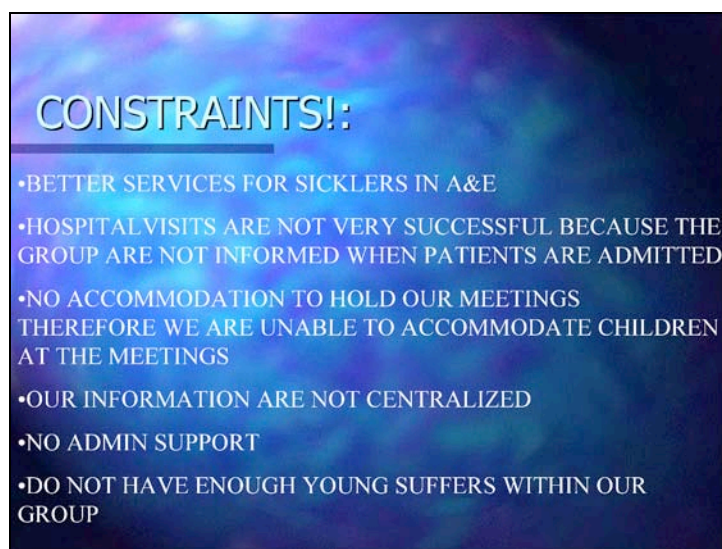 CONSTRAINTS!:
•BETTER SERVICES FOR SICKLERS IN A&E
•HOSPITALVISITS ARE NOT VERY SUCCESSFUL BECAUSE THE
GROUP ARE NOT INFORMED WHEN PATIENTS ARE ADMITTED
•NO ACCOMMODATION TO HOLD OUR MEETINGS
THEREFORE WE ARE UNABLE TO ACCOMMODATE CHILDREN
AT THE MEETINGS
•OUR INFORMATION ARE NOT CENTRALIZED
•NO ADMIN SUPPORT
•DO NOT HAVE ENOUGH YOUNG SUFFERS WITHIN OUR
GROUP